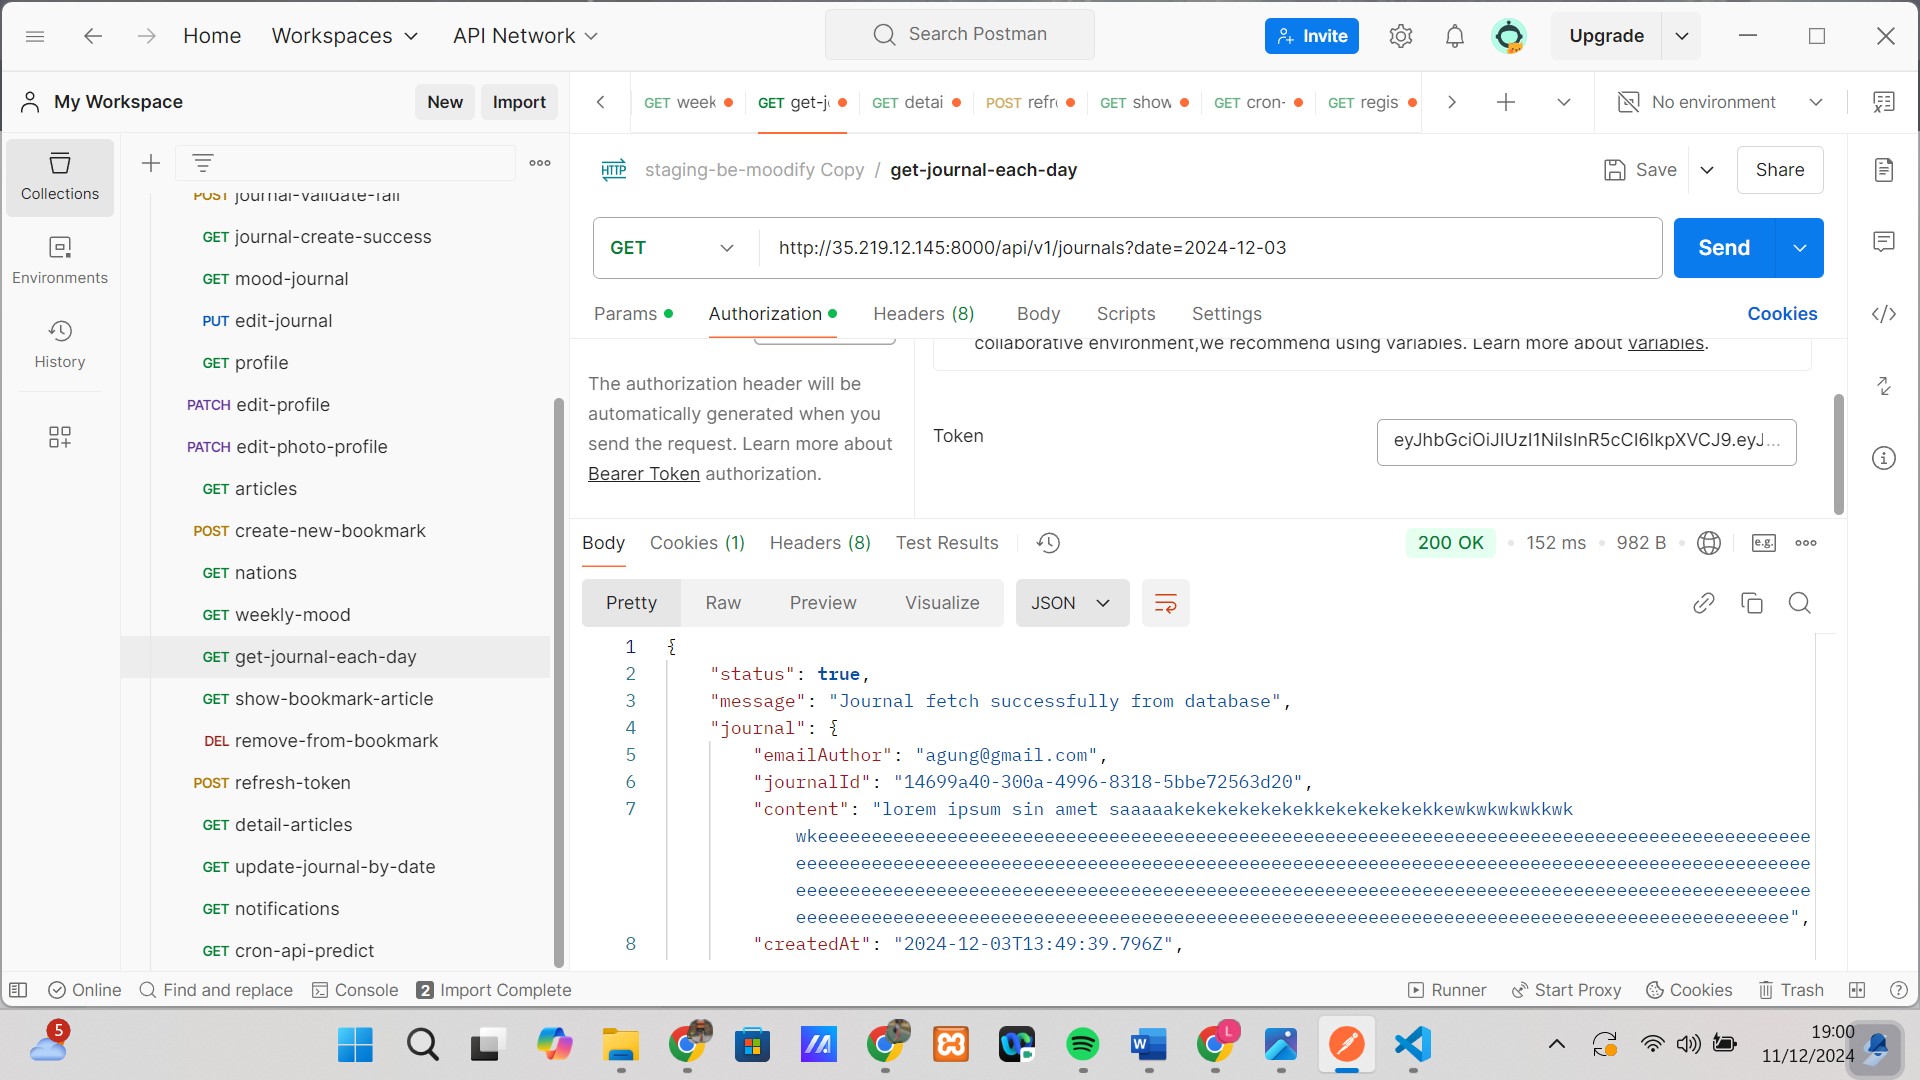 Home
Workspaces
API Network
Search Postman
Invite
Upgrade
My Workspace
New
Import
GET week
GET get-j
GET detai
POST refr
GET show
GET cron-
GET regis
No environment
Collections
Environments
History
POST journal-validate-fail
GET journal-create-success
GET mood-journal
PUT edit-journal
GET profile
PATCH edit-profile
PATCH edit-photo-profile
GET articles
POST create-new-bookmark
GET nations
GET weekly-mood
GET get-journal-each-day
GET show-bookmark-article
DEL remove-from-bookmark
POST refresh-token
GET detail-articles
GET update-journal-by-date
GET notifications
GET cron-api-predict
HTTP staging-be-moodify Copy / get-journal-each-day
Save
Share
GET
http://35.219.12.145:8000/api/v1/journals?date=2024-12-03
Send
Params
Authorization
Headers (8)
Body
Scripts
Settings
Cookies
collaborative environment,we recommend using variables. Learn more about variables.
The authorization header will be
automatically generated when you
send the request. Learn more about
Bearer Token authorization.
Token
eyJhbGciOiJIUzI1NiIsInR5cCI6IkpXVCJ9.eyJ...
Body
Cookies (1)
Headers (8)
Test Results
200 OK
152 ms
982 B
e.g.
Pretty
Raw
Preview
Visualize
JSON
1 {
2 "status": true,
3 "message": "Journal fetch successfully from database",
4 "journal": {
5 "emailAuthor": "agung@gmail.com",
6 "journalId": "14699a40-300a-4996-8318-5bbe72563d20",
7 "content": "lorem ipsum sin amet saaaaakekekekekekekkekekekekekkewkwkwkwkkwk
wkeeeeeeeeeeeeeeeeeeeeeeeeeeeeeeeeeeeeeeeeeeeeeeeeeeeeeeeeeeeeeeeeeeeeeeeeeeeeeeeeeeeeeeeeeeee
eeeeeeeeeeeeeeeeeeeeeeeeeeeeeeeeeeeeeeeeeeeeeeeeeeeeeeeeeeeeeeeeeeeeeeeeeeeeeeeeeeeeeeeeeeeeee
eeeeeeeeeeeeeeeeeeeeeeeeeeeeeeeeeeeeeeeeeeeeeeeeeeeeeeeeeeeeeeeeeeeeeeeeeeeeeeeeeeeeeeeeeeeeee
eeeeeeeeeeeeeeeeeeeeeeeeeeeeeeeeeeeeeeeeeeeeeeeeeeeeeeeeeeeeeeeeeeeeeeeeeeeeeeeeeeeeeeeeeeee",
8 "createdAt": "2024-12-03T13:49:39.796Z",
Online
Find and replace
Console
2 Import Complete
Runner
Start Proxy
Cookies
Trash
5
L
19:00
11/12/2024